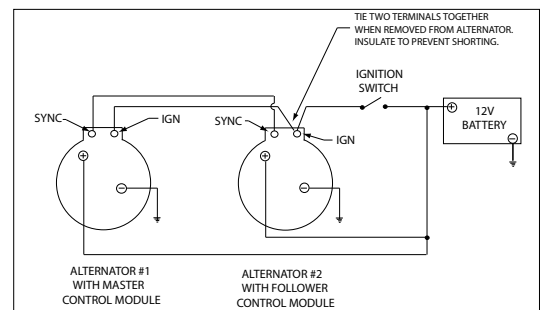 TIE TWO TERMINALS TOGETHER
WHEN REMOVED FROM ALTERNATOR.
INSULATE TO PREVENT SHORTING.
IGNITION
SWITCH
SYNC
IGN
SYNC
IGN
12V
BATTERY
ALTERNATOR #1
WITH MASTER
CONTROL MODULE
ALTERNATOR #2
WITH FOLLOWER
CONTROL MODULE